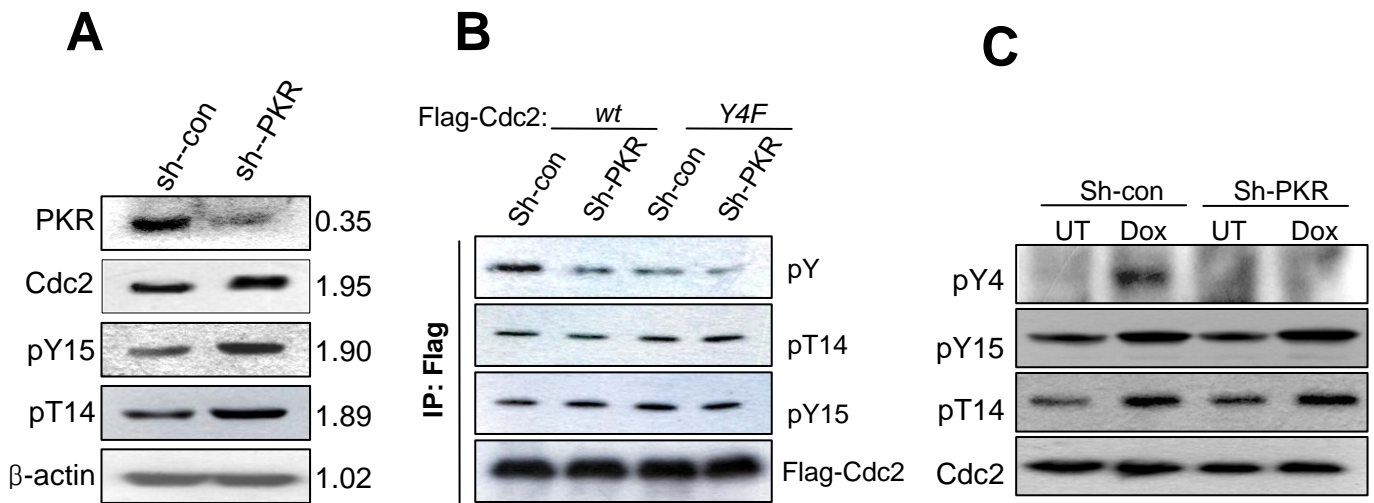 A
sh--con
sh--PKR
PKR 0.35
Cdc2 1.95
pY15 1.90
pT14 1.89
β-actin 1.02
B
Flag-Cdc2: wt Y4F
Sh-con
Sh-PKR
Sh-con
Sh-PKR
IP: Flag
pY
pT14
pY15
Flag-Cdc2
C
Sh-con Sh-PKR
UT Dox UT Dox
pY4
pY15
pT14
Cdc2